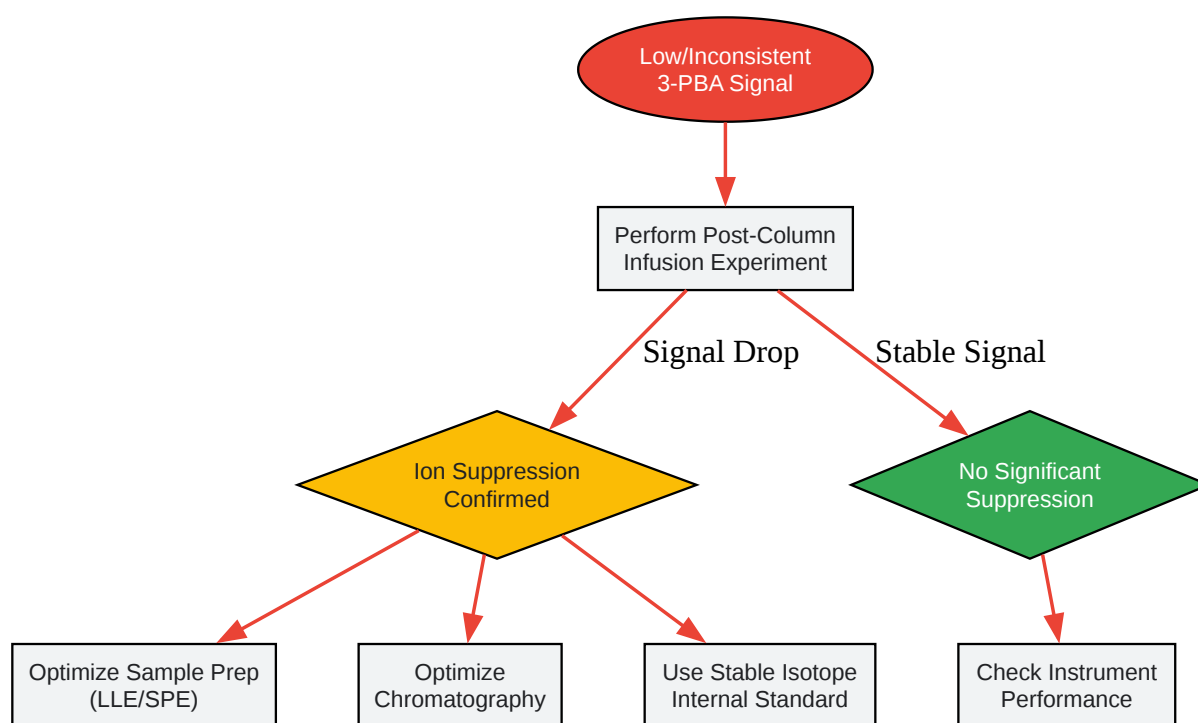 Low/Inconsistent
3-PBA Signal
Perform Post-Column
Infusion Experiment
Signal Drop
Stable Signal
Ion Suppression
Confirmed
No Significant
Suppression
Optimize Sample Prep
(LLE/SPE)
Optimize
Chromatography
Use Stable Isotope
Internal Standard
Check Instrument
Performance